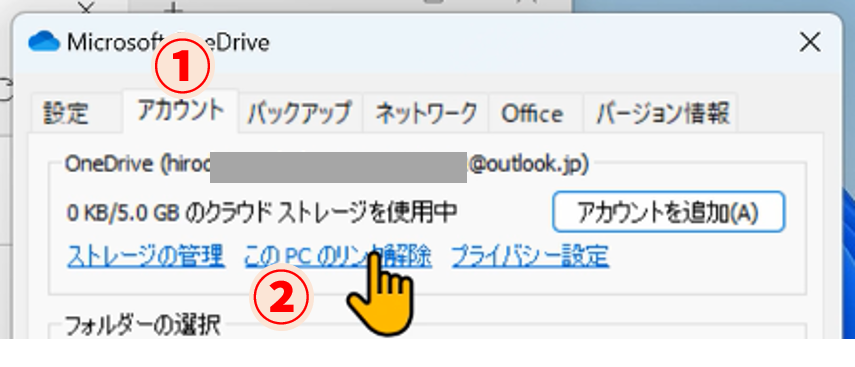 Microsoft OneDrive
①
設定 アカウント バックアップ ネットワーク Office バージョン情報
OneDrive (hiroc @outlook.jp)
0 KB/5.0 GB のクラウド ストレージを使用中 アカウントを追加(A)
ストレージの管理 この PC のリンク解除 プライバシー設定
②
フォルダーの選択